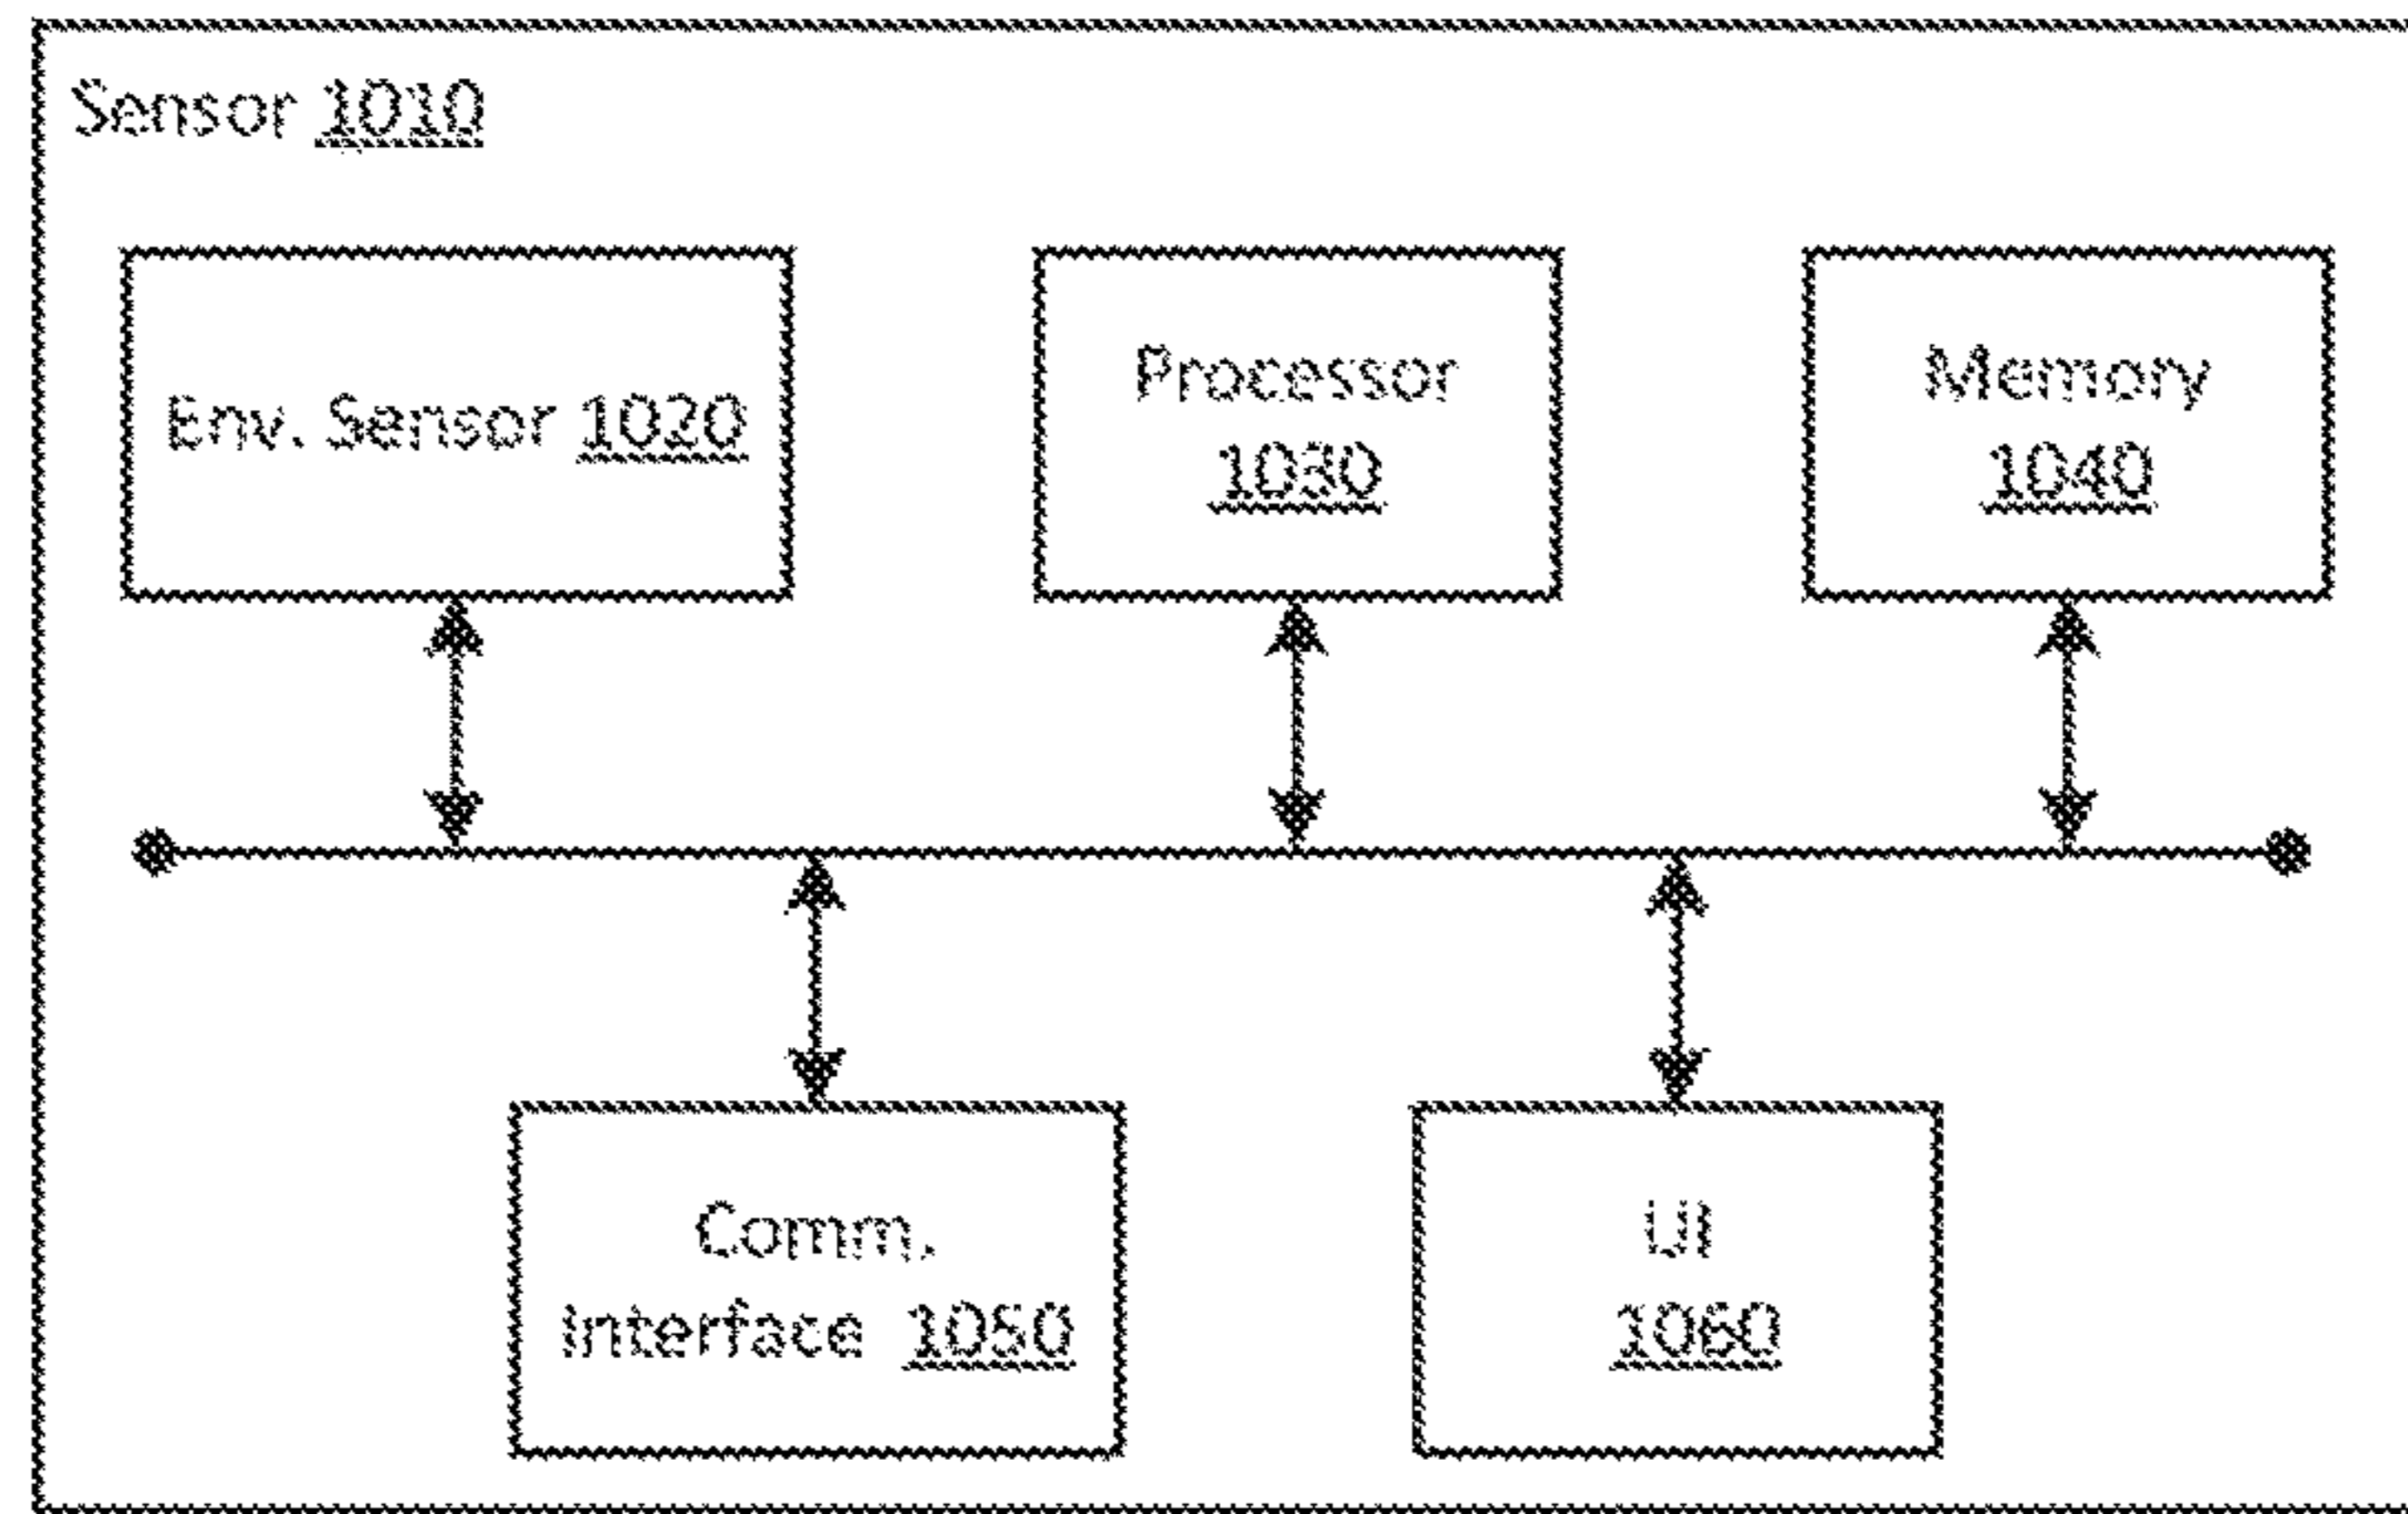 Sensor 1010
Env. Sensor 1020
Processor
1030
Memory
1040
Comm.
Interface 1050
UI
1060